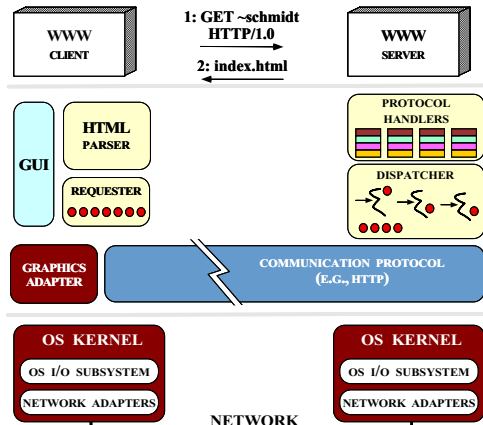 1: GET ~schmidt
HTTP/1.0
2: index.html
WWW
CLIENT
WWW
SERVER
GUI
HTML
PARSER
REQUESTER
PROTOCOL
HANDLERS
DISPATCHER
GRAPHICS
ADAPTER
COMMUNICATION PROTOCOL
(E.G., HTTP)
OS KERNEL
OS I/O SUBSYSTEM
NETWORK ADAPTERS
OS KERNEL
OS I/O SUBSYSTEM
NETWORK ADAPTERS
NETWORK